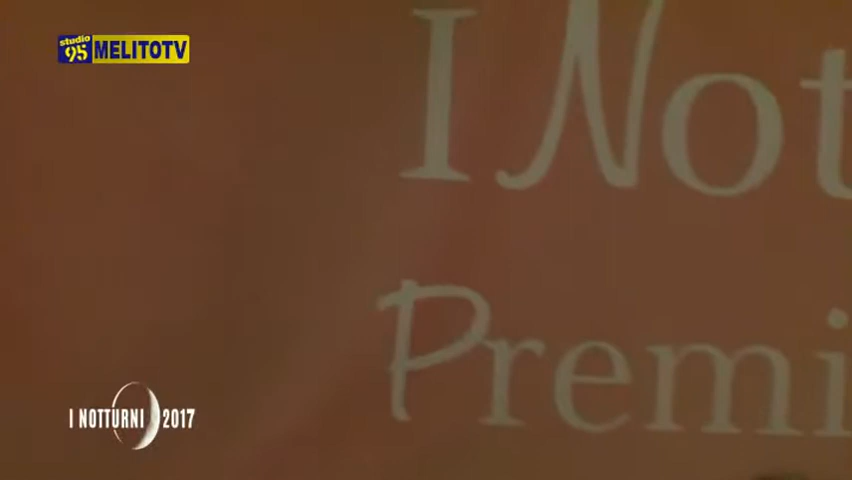 studio
95 MELITOTV
I Not
Premi
I NOTTURNI 2017